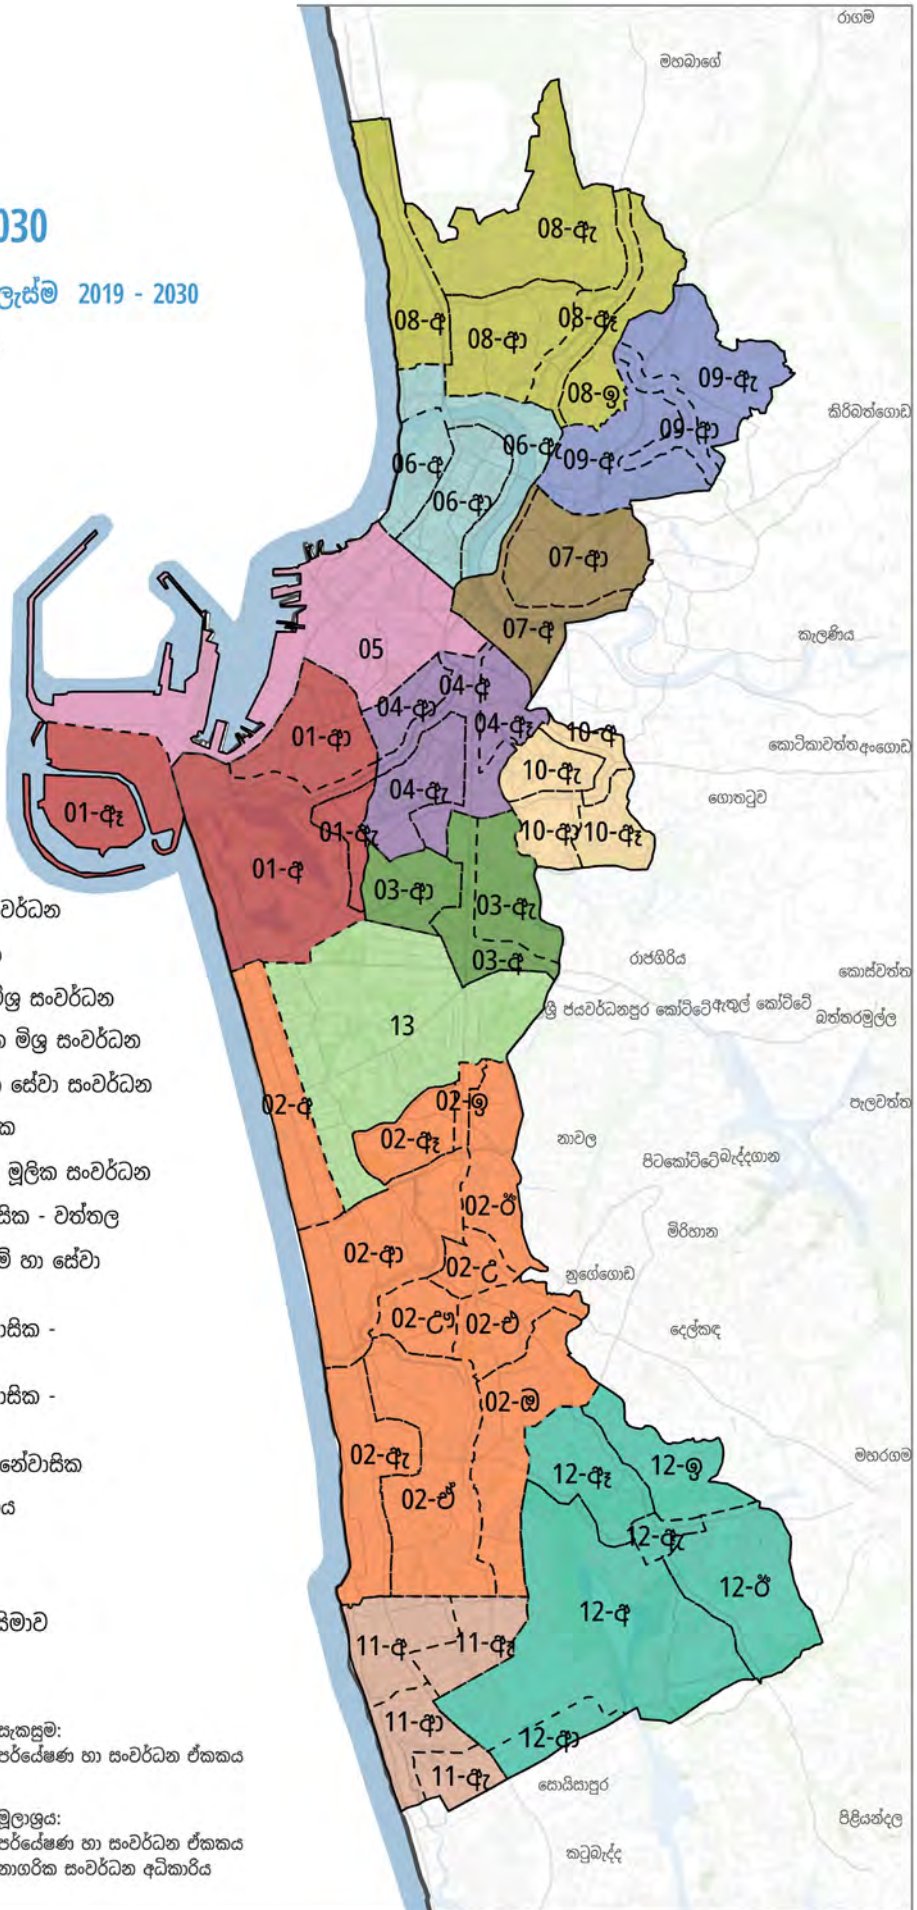 රාගම
මහබාගේ
030
ලැස්ම 2019 - 2030
08-ඇ
08-අ
08-ආ
08-ඈ
08-ඉ
09-ඇ
කිරිබත්ගොඩ
09-ආ
09-අ
06-ඇ
06-අ
06-ආ
07-ආ
07-අ
කැලණිය
05
04-අ
04-ආ
04-ඈ
04-ඇ
01-ආ
10-අ
කොටිකාවත්ත
අංගොඩ
10-ඇ
ගොතටුව
01-ඈ
01-ඇ
10-ආ
10-ඈ
01-අ
03-ආ
03-ඇ
වර්ධන
03-අ
රාජගිරිය
කොස්වත්ත
මිශ්‍ර සංවර්ධන
ශ්‍රී ජයවර්ධනපුර කෝට්ටේ
ඇතුල් කෝට්ටේ
බත්තරමුල්ල
13
ත මිශ්‍ර සංවර්ධන
සේවා සංවර්ධන
පැලවත්ත
02-අ
02-ඉ
ක
02-ඈ
නාවල
පිටකෝට්ටේ
බැද්දගාන
මූලික සංවර්ධන
02-ඊ
සික - වත්තල
මිරිහාන
02-ආ
මි හා සේවා
02-උ
නුගේගොඩ
02-ඌ
02-එ
දෙල්කඳ
ාසික -
ාසික -
02-ඔ
02-ඇ
මහරගම
නේවාසික
12-ඈ
12-ඉ
02-ඒ
ය
12-ඇ
12-ඊ
12-අ
සීමාව
11-අ
11-ඈ
11-ආ
12-ආ
සැකසුම:
පර්යේෂණ හා සංවර්ධන ඒකකය
11-ඇ
සොයිසාපුර
මූලාශ්‍රය:
පර්යේෂණ හා සංවර්ධන ඒකකය
නාගරික සංවර්ධන අධිකාරිය
පිළියන්දල
කටුබැද්ද